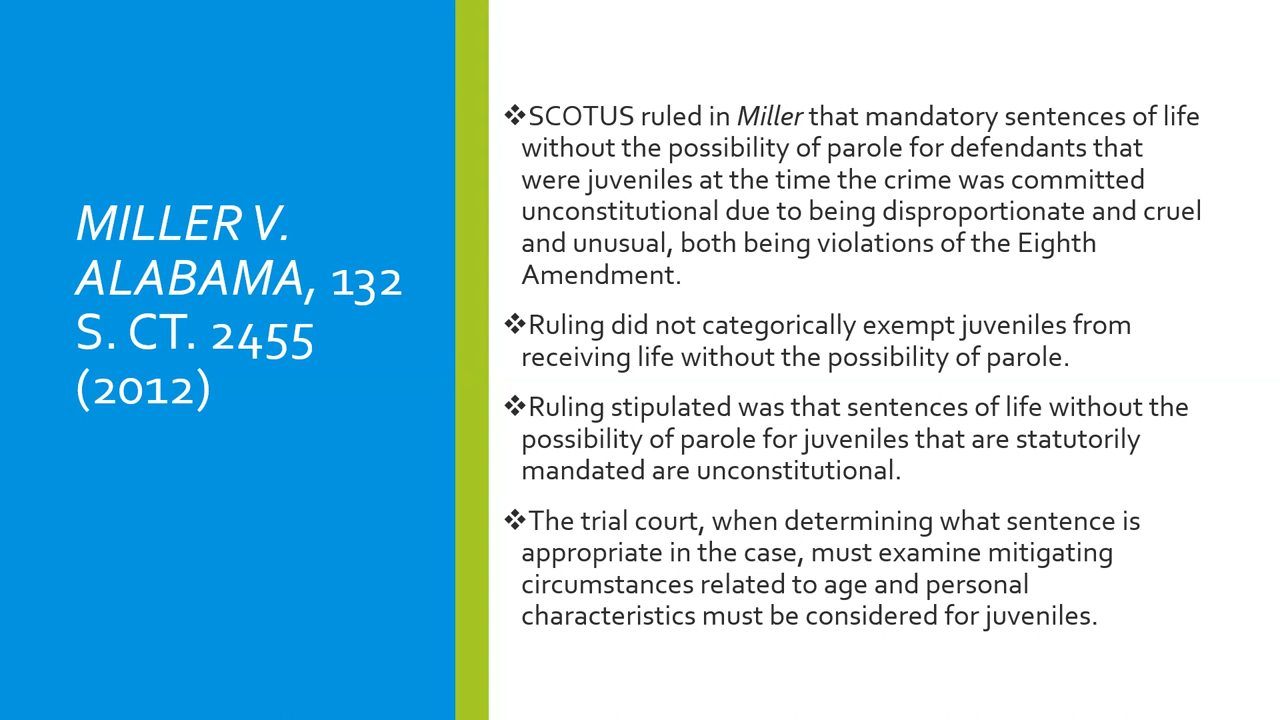 MILLER V.
ALABAMA, 132
S. CT. 2455
(2012)
❖SCOTUS ruled in Miller that mandatory sentences of life
without the possibility of parole for defendants that
were juveniles at the time the crime was committed
unconstitutional due to being disproportionate and cruel
and unusual, both being violations of the Eighth
Amendment.
❖Ruling did not categorically exempt juveniles from
receiving life without the possibility of parole.
❖Ruling stipulated was that sentences of life without the
possibility of parole for juveniles that are statutorily
mandated are unconstitutional.
❖The trial court, when determining what sentence is
appropriate in the case, must examine mitigating
circumstances related to age and personal
characteristics must be considered for juveniles.